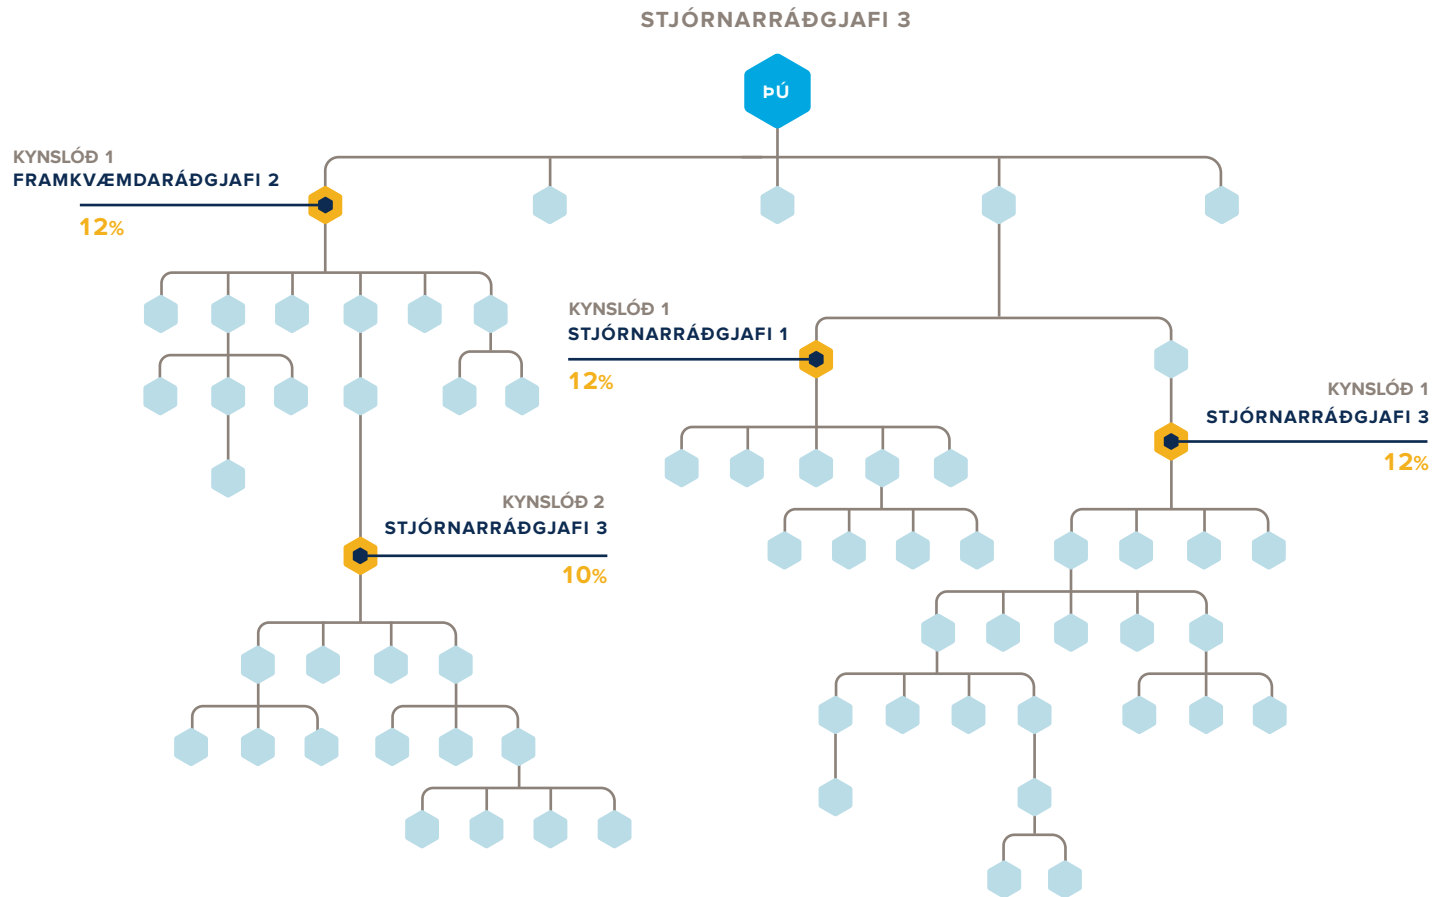 STJÓRNARRÁÐGJAFI 3
ÞÚ
KYNSLÓÐ 1
FRAMKVÆMDARÁÐGJAFI 2
12%
KYNSLÓÐ 1
STJÓRNARRÁÐGJAFI 1
12%
KYNSLÓÐ 1
STJÓRNARRÁÐGJAFI 3
12%
KYNSLÓÐ 2
STJÓRNARRÁÐGJAFI 3
10%